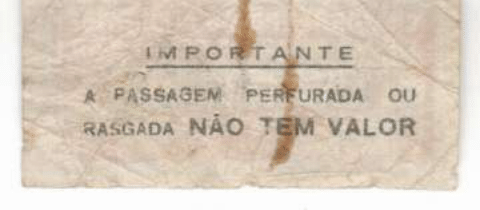 IMPORTANTE
A PASSAGEM PERFURADA OU
RASGADA NÃO TEM VALOR